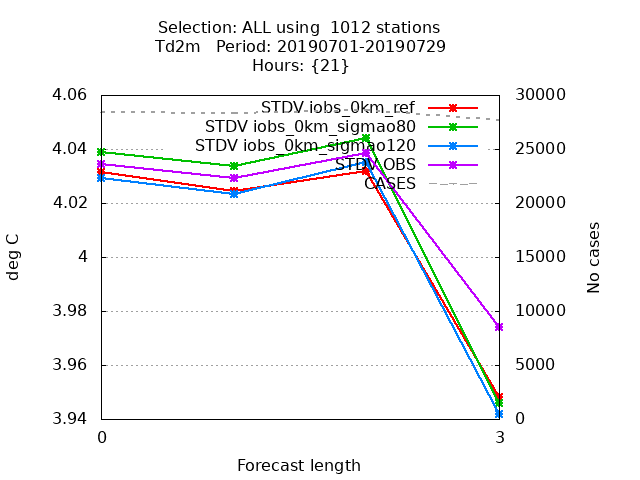 Selection: ALL using  1012 stations
Td2m   Period: 20190701-20190729
Hours: {21}
4.06
4.04
4.02
4
3.98
3.96
3.94
deg C
STDV iobs_0km_ref
STDV iobs_0km_sigmao80
STDV iobs_0km_sigmao120
STDV OBS
CASES
30000
25000
20000
15000
10000
5000
0
No cases
0
3
Forecast length